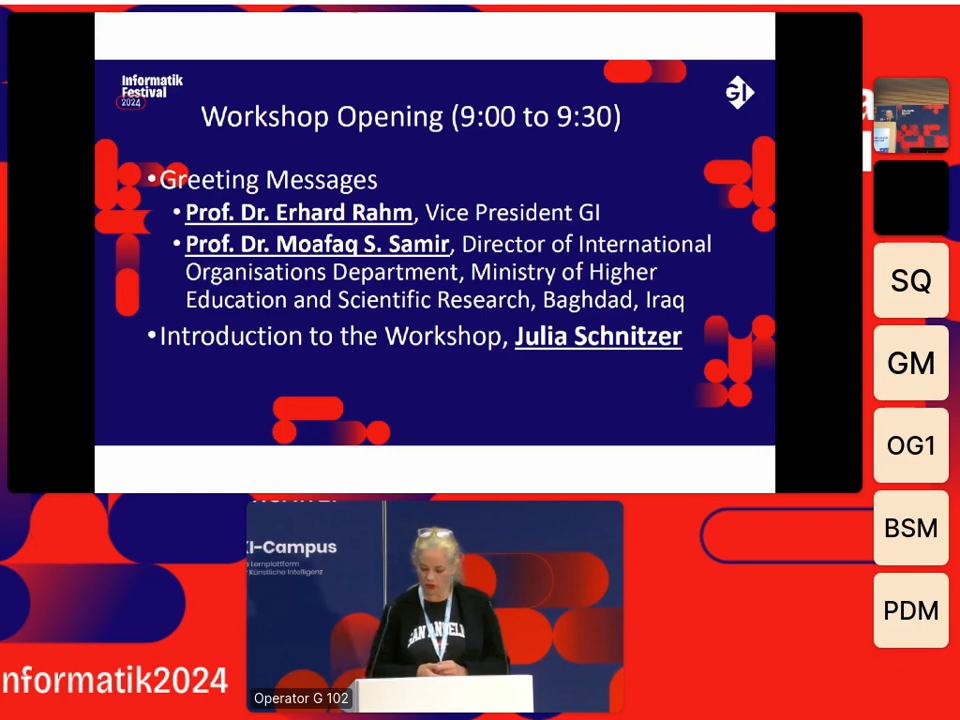 Informatik
Festival
2024
GI
Workshop Opening (9:00 to 9:30)
•Greeting Messages
•Prof. Dr. Erhard Rahm, Vice President GI
•Prof. Dr. Moafaq S. Samir, Director of International
Organisations Department, Ministry of Higher
Education and Scientific Research, Baghdad, Iraq
•Introduction to the Workshop, Julia Schnitzer
SQ
GM
OG1
BSM
PDM
KI-Campus
Lernplattform
Künstliche Intelligenz
Operator G 102
nformatik2024